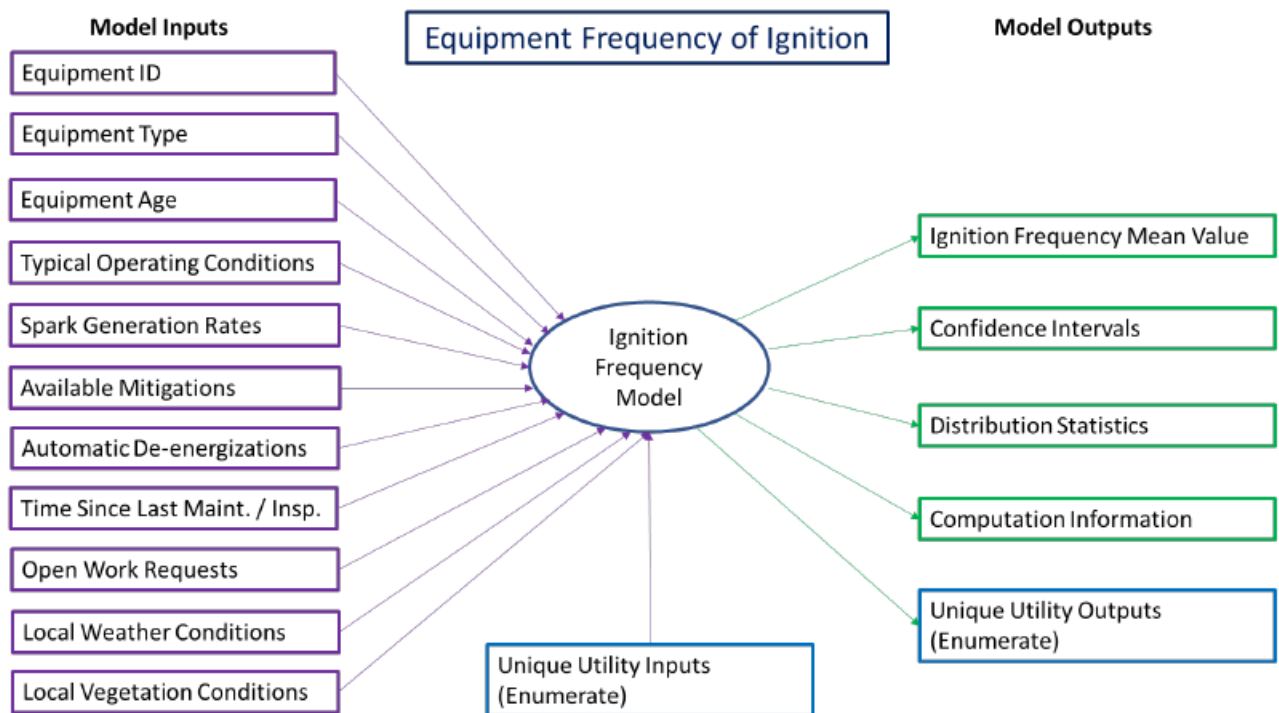 Model Inputs
Equipment Frequency of Ignition
Model Outputs
Equipment ID
Equipment Type
Equipment Age
Typical Operating Conditions
Spark Generation Rates
Available Mitigations
Automatic De-energizations
Time Since Last Maint. / Insp.
Open Work Requests
Local Weather Conditions
Local Vegetation Conditions
Ignition
Frequency
Model
Unique Utility Inputs
(Enumerate)
Ignition Frequency Mean Value
Confidence Intervals
Distribution Statistics
Computation Information
Unique Utility Outputs
(Enumerate)